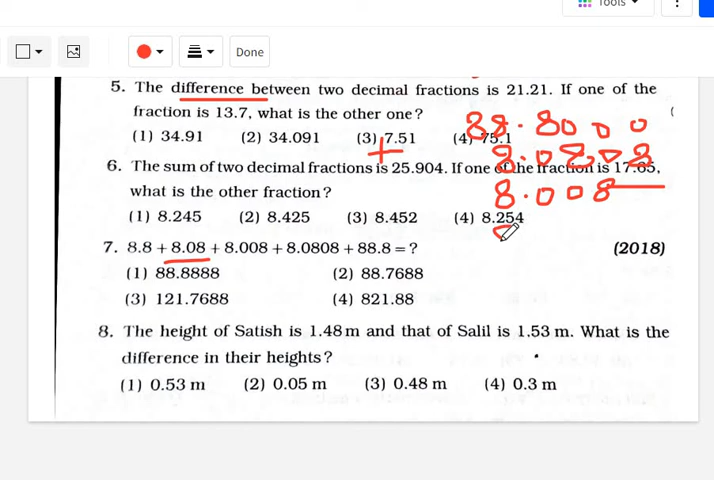 Tools
Done
5. The difference between two decimal fractions is 21.21. If one of the
fraction is 13.7, what is the other one?
88.8000
(1) 34.91 (2) 34.091 (3) 7.51 (4) 75.1
+ 8.0808
6. The sum of two decimal fractions is 25.904. If one of the fraction is 17.65,
what is the other fraction?
8.008
(1) 8.245 (2) 8.425 (3) 8.452 (4) 8.254
7. 8.8 + 8.08 + 8.008 + 8.0808 + 88.8 = ? (2018)
(1) 88.8888 (2) 88.7688
(3) 121.7688 (4) 821.88
8. The height of Satish is 1.48 m and that of Salil is 1.53 m. What is the
difference in their heights?
(1) 0.53 m (2) 0.05 m (3) 0.48 m (4) 0.3 m